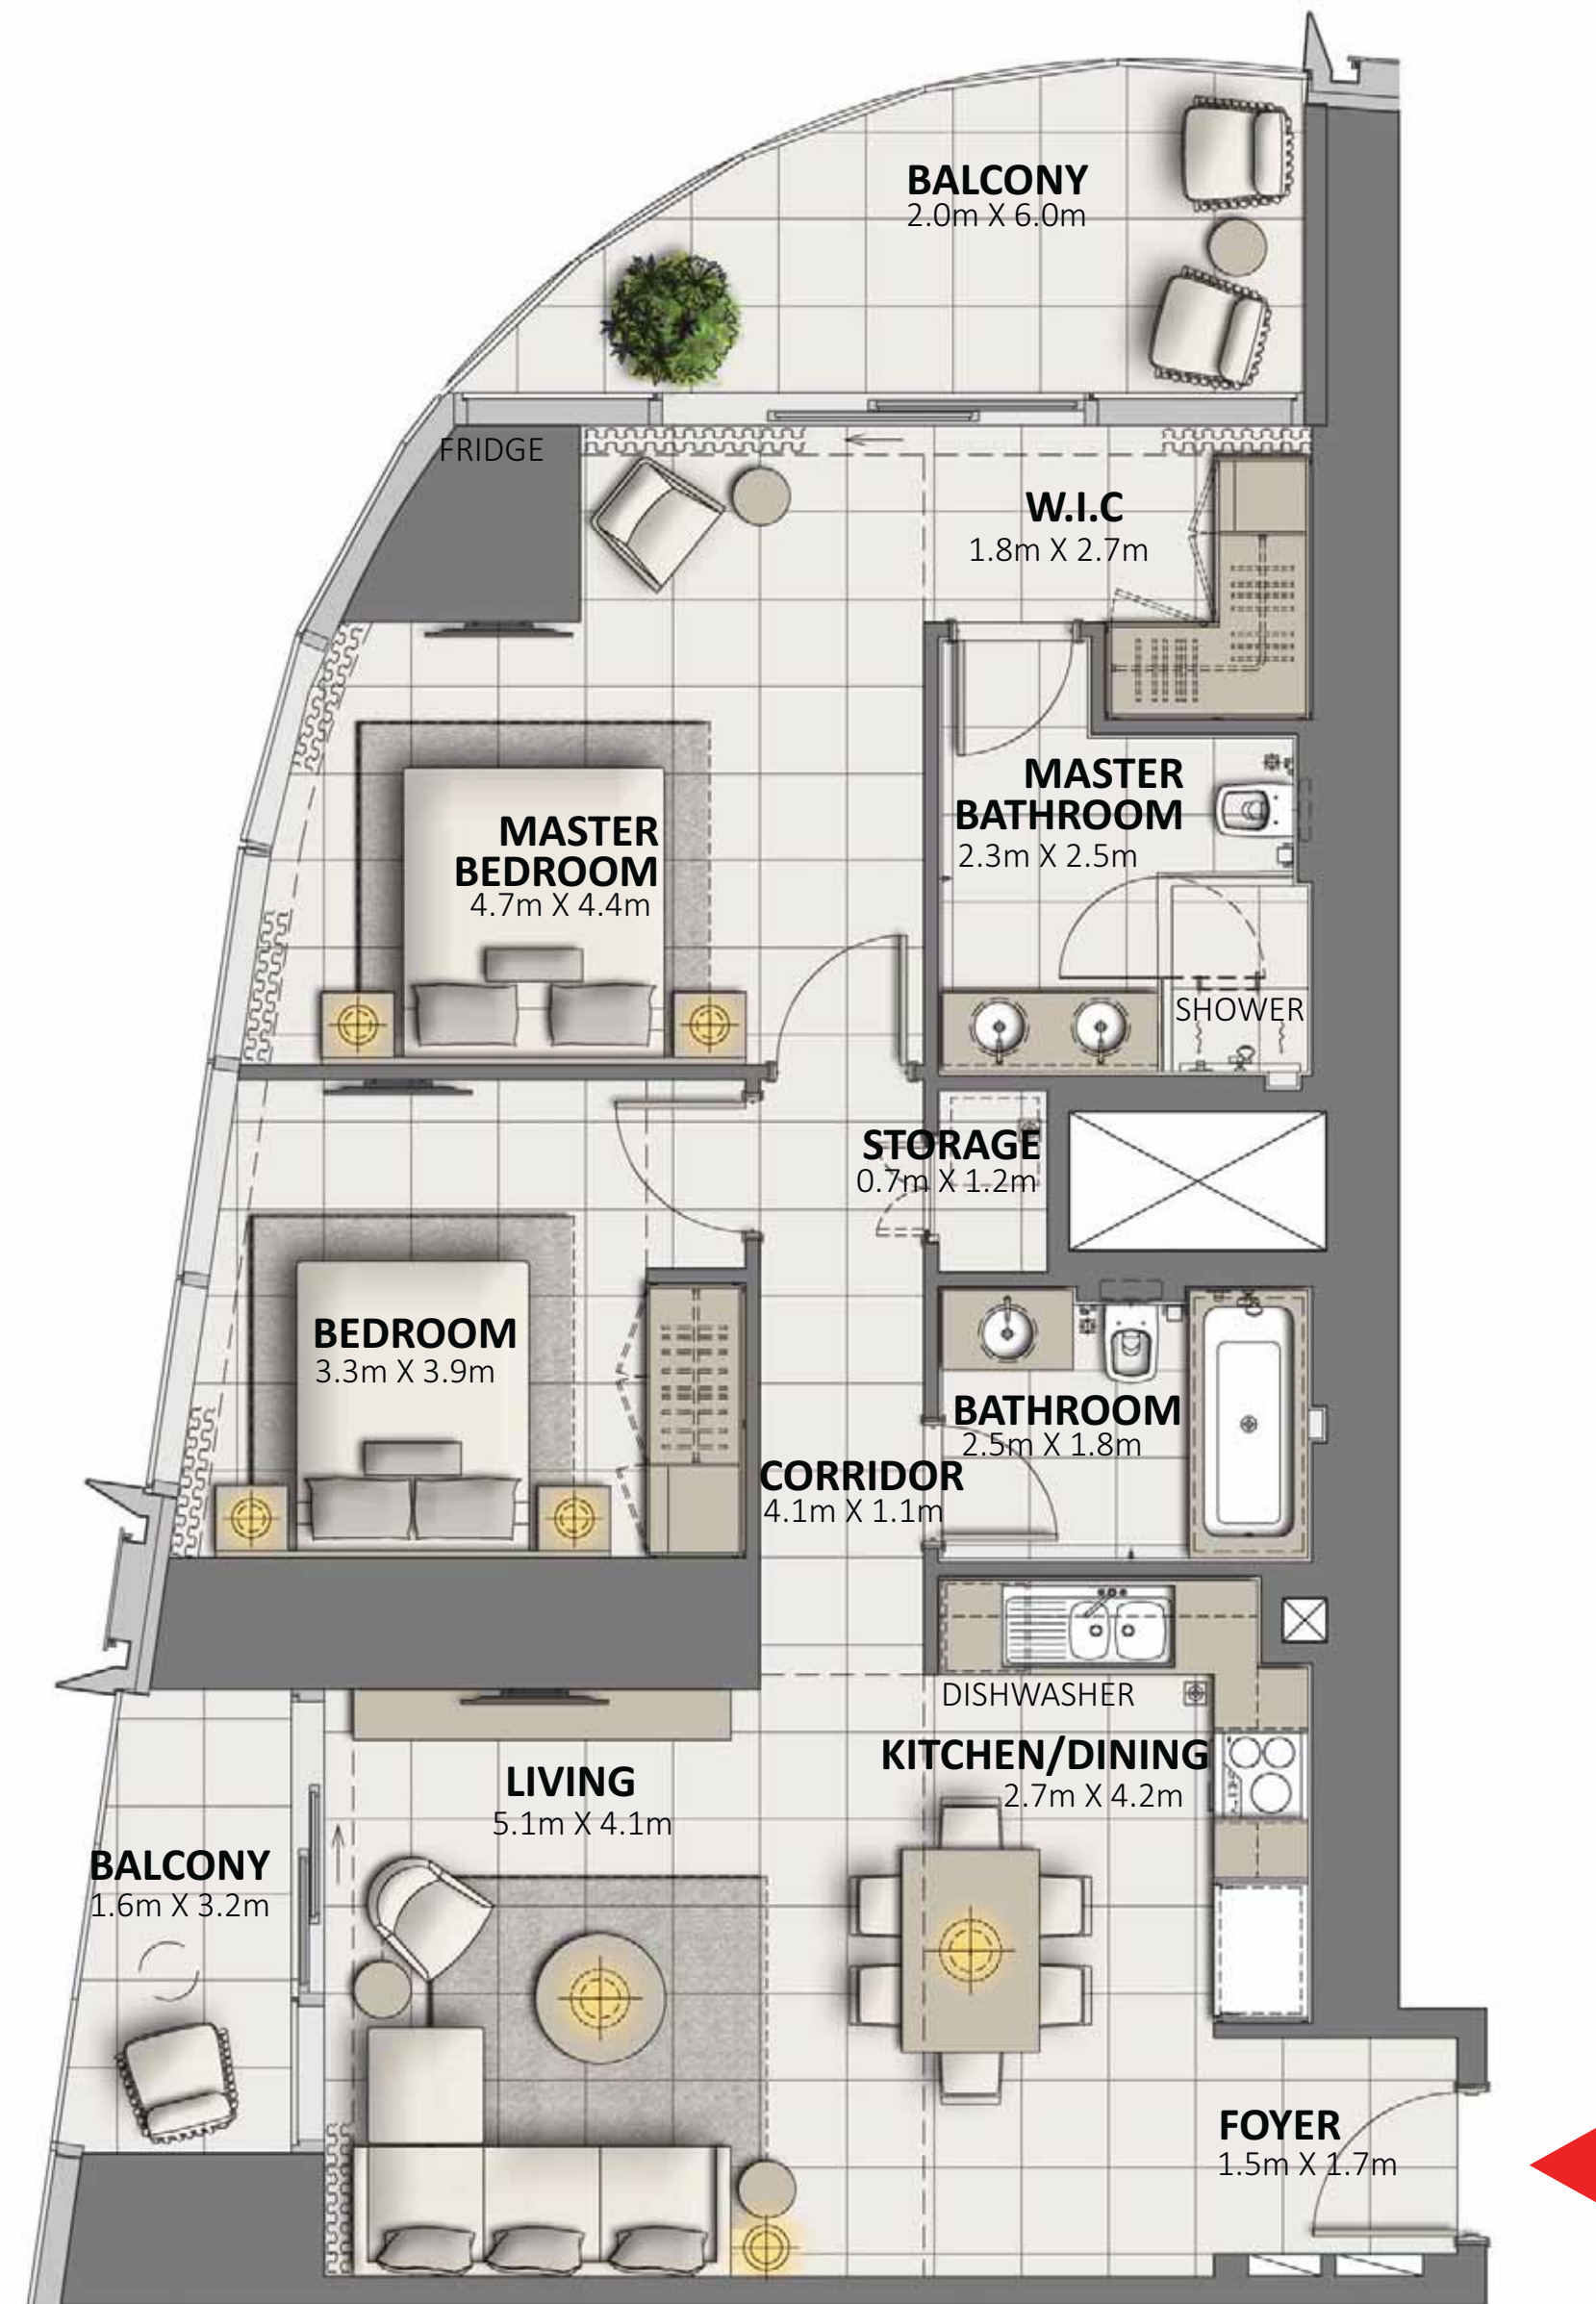 BALCONY
2.0m X 6.0m
FRIDGE
W.I.C
1.8m X 2.7m
MASTER
BATHROOM
2.3m X 2.5m
MASTER
BEDROOM
4.7m X 4.4m
SHOWER
STORAGE
0.7m X 1.2m
BEDROOM
3.3m X 3.9m
BATHROOM
2.5m X 1.8m
CORRIDOR
4.1m X 1.1m
DISHWASHER
KITCHEN/DINING
2.7m X 4.2m
LIVING
5.1m X 4.1m
BALCONY
1.6m X 3.2m
FOYER
1.5m X 1.7m